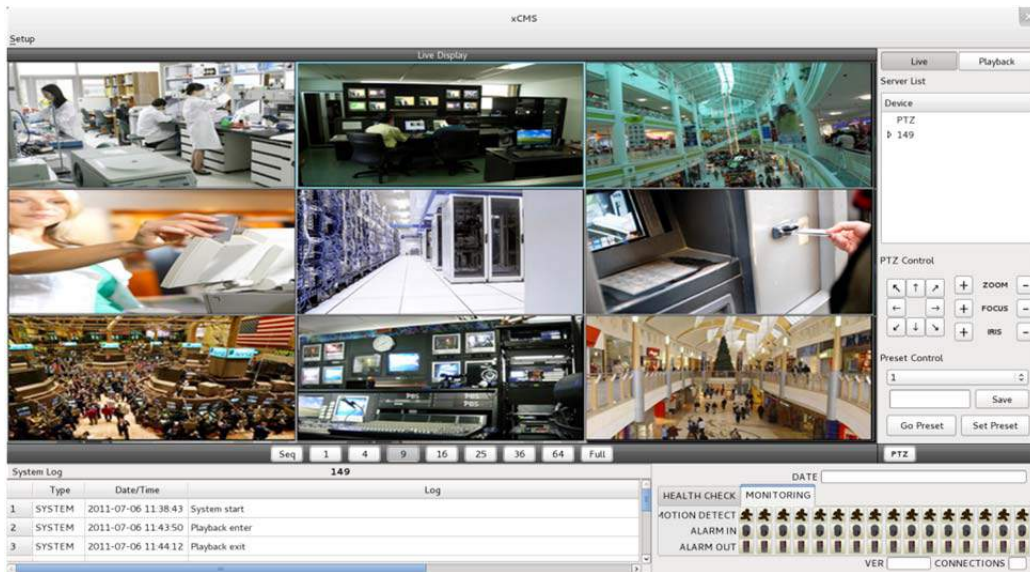 xCMS
Setup
Live Display
Live Playback
Server List
Device
PTZ
149
PTZ Control
ZOOM
FOCUS
IRIS
Preset Control
1
Save
Go Preset Set Preset
Seq 1 4 9 16 25 36 64 Full
PTZ
System Log 149
Type Date/Time Log
1 SYSTEM 2011-07-06 11:38:43 System start
2 SYSTEM 2011-07-06 11:43:50 Playback enter
3 SYSTEM 2011-07-06 11:44:12 Playback exit
DATE
HEALTH CHECK MONITORING
MOTION DETECT
ALARM IN
ALARM OUT
VER CONNECTIONS